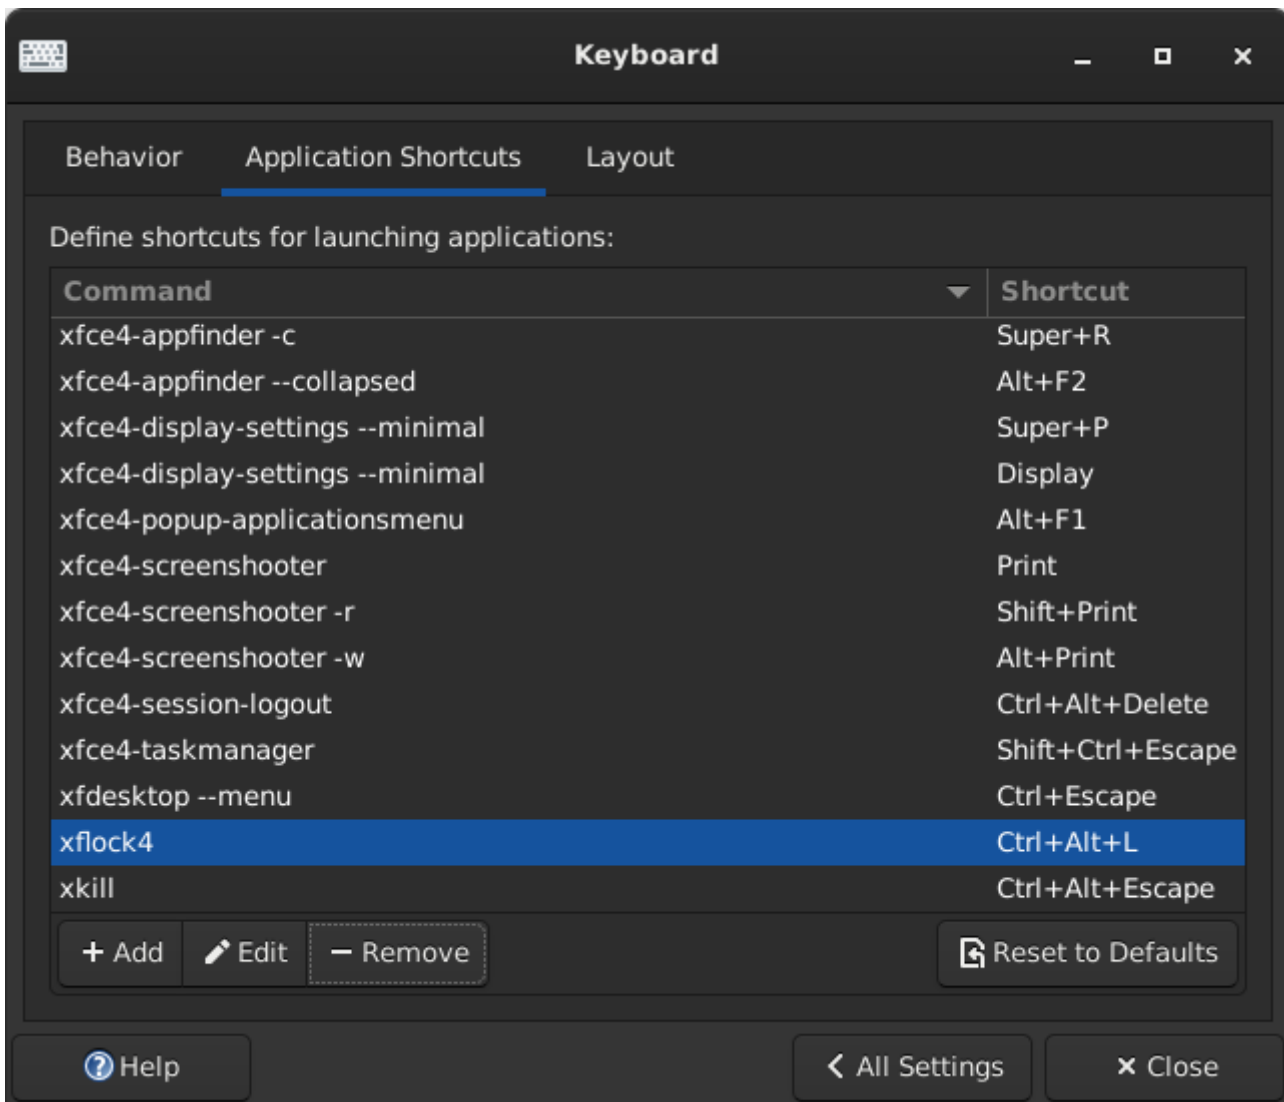 Keyboard
Behavior Application Shortcuts Layout
Define shortcuts for launching applications:
Command Shortcut
xfce4-appfinder -c Super+R
xfce4-appfinder --collapsed Alt+F2
xfce4-display-settings --minimal Super+P
xfce4-display-settings --minimal Display
xfce4-popup-applicationsmenu Alt+F1
xfce4-screenshooter Print
xfce4-screenshooter -r Shift+Print
xfce4-screenshooter -w Alt+Print
xfce4-session-logout Ctrl+Alt+Delete
xfce4-taskmanager Shift+Ctrl+Escape
xfdesktop --menu Ctrl+Escape
xflock4 Ctrl+Alt+L
xkill Ctrl+Alt+Escape
Add Edit Remove Reset to Defaults
Help All Settings Close